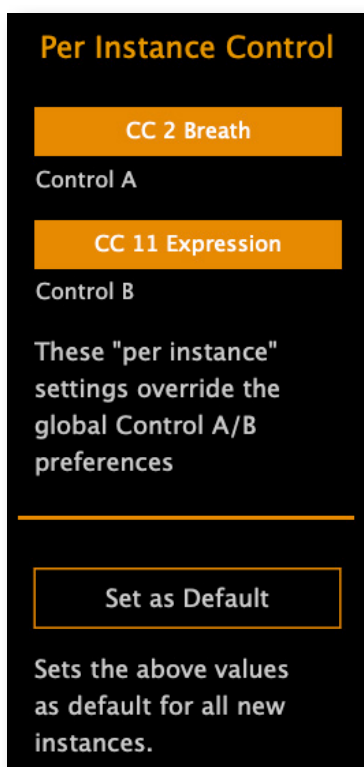 Per Instance Control
CC 2 Breath
Control A
CC 11 Expression
Control B
These "per instance"
settings override the
global Control A/B
preferences
Set as Default
Sets the above values
as default for all new
instances.